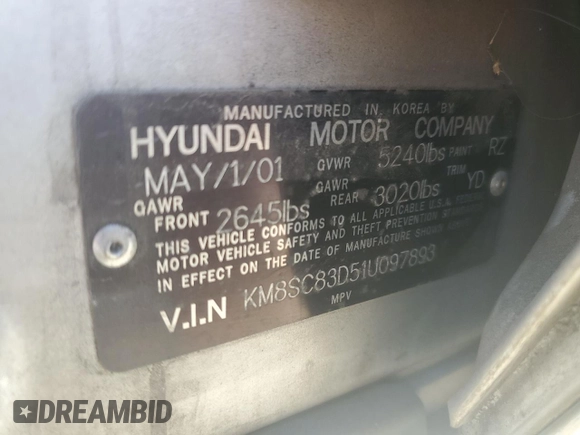 MANUFACTURED IN KOREA BY
HYUNDAI MOTOR COMPANY
MAY/1/01 GVWR 5240lbs PAINT RZ
GAWR FRONT 2645lbs GAWR REAR 3020lbs TRIM YD
THIS VEHICLE CONFORMS TO ALL APPLICABLE U.S.A. FEDERAL
MOTOR VEHICLE SAFETY AND THEFT PREVENTION STANDARDS
IN EFFECT ON THE DATE OF MANUFACTURE SHOWN
V.I.N KM8SC83D51U097893
MPV
DREAMBID